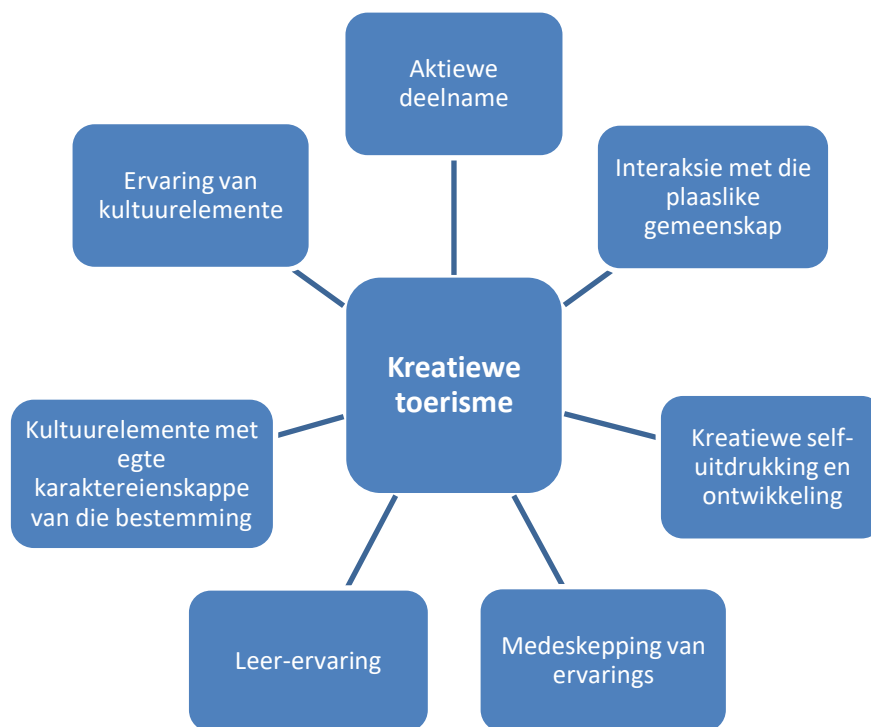 Aktiewe
deelname
Interaksie met die
plaaslike
gemeenskap
Kreatiewe self-
uitdrukking en
ontwikkeling
Medeskepping van
ervarings
Leer-ervaring
Kultuurelemente met
egte
karaktereienskappe
van die bestemming
Ervaring van
kultuurelemente
Kreatiewe
toerisme